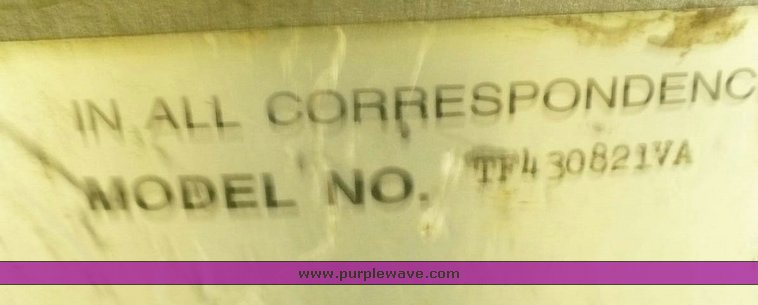 IN ALL CORRESPONDENC
MODEL NO. TF430821VA
www.purplewave.com